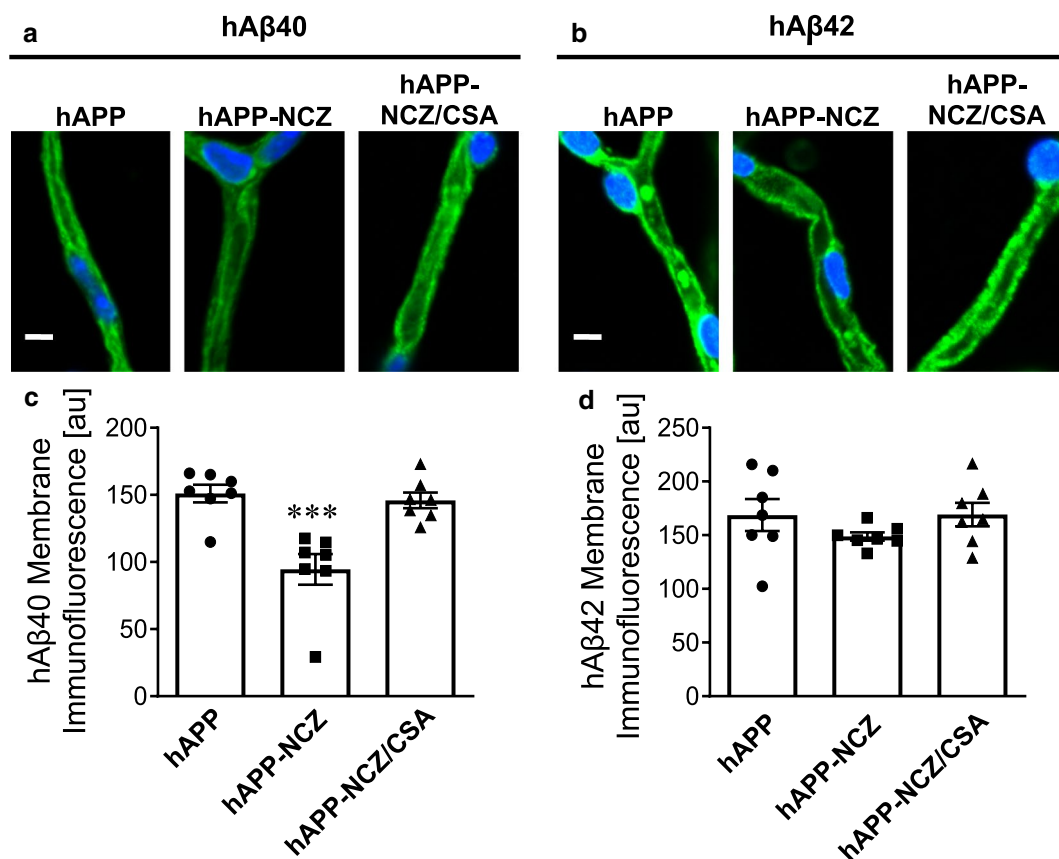 a
hAβ40
hAPP
hAPP-NCZ
hAPP-
NCZ/CSA
b
hAβ42
hAPP
hAPP-NCZ
hAPP-
NCZ/CSA
c
hAβ40 Membrane
Immunofluorescence [au]
200
150
100
50
0
***
hAPP
hAPP-NCZ
hAPP-NCZ/CSA
d
hAβ42 Membrane
Immunofluorescence [au]
250
200
150
100
50
0
hAPP
hAPP-NCZ
hAPP-NCZ/CSA